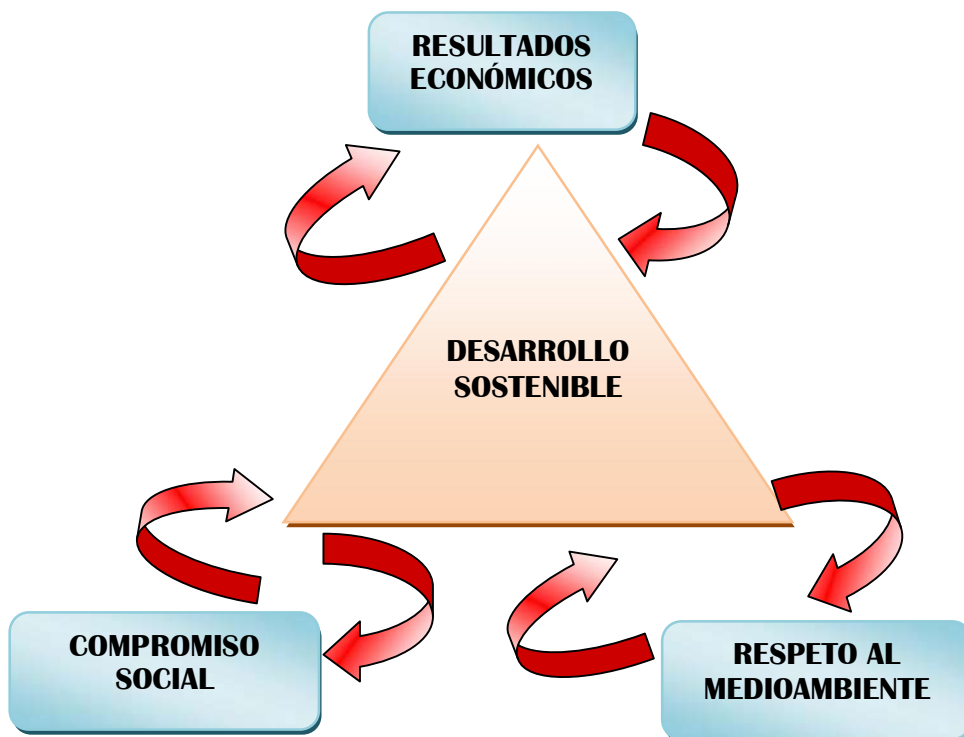 RESULTADOS
ECONÓMICOS
DESARROLLO
SOSTENIBLE
COMPROMISO
SOCIAL
RESPETO AL
MEDIOAMBIENTE